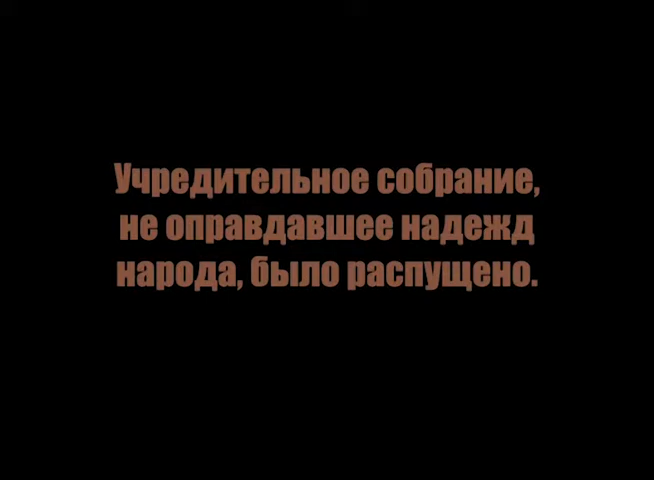 Учредительное собрание,
не оправдавшее надежд
народа, было распущено.